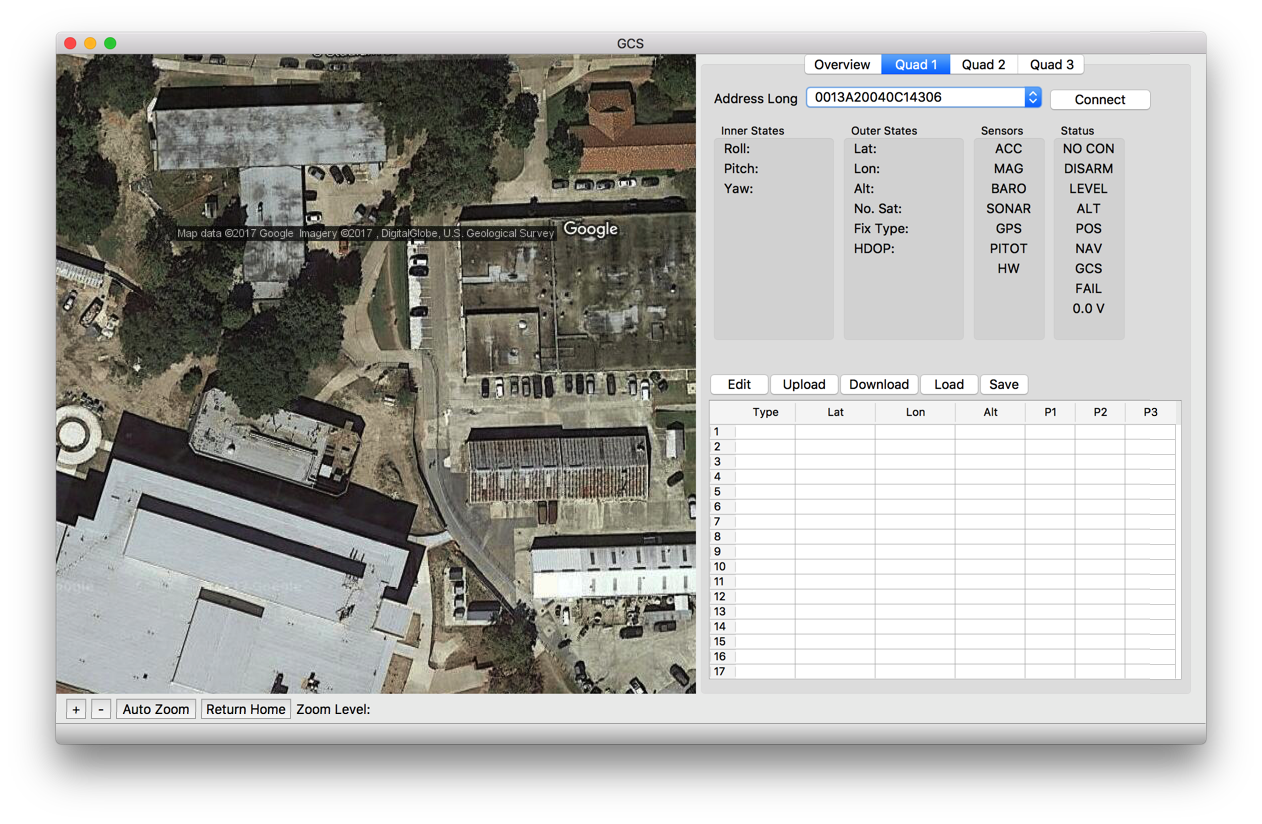 GCS
Overview Quad 1 Quad 2 Quad 3
Address Long 0013A20040C14306 Connect
Inner States
Roll:
Pitch:
Yaw:
Outer States
Lat:
Lon:
Alt:
No. Sat:
Fix Type:
HDOP:
Sensors
ACC
MAG
BARO
SONAR
GPS
PITOT
HW
Status
NO CON
DISARM
LEVEL
ALT
POS
NAV
GCS
FAIL
0.0 V
Map data ©2017 Google Imagery ©2017 , DigitalGlobe, U.S. Geological Survey
Google
Edit Upload Download Load Save
Type Lat Lon Alt P1 P2 P3
1
2
3
4
5
6
7
8
9
10
11
12
13
14
15
16
17
+ - Auto Zoom Return Home Zoom Level: